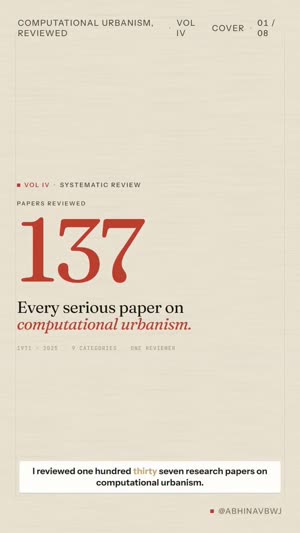 COMPUTATIONAL URBANISM, REVIEWED · VOL IV COVER · 01 / 08
■ VOL IV · SYSTEMATIC REVIEW
PAPERS REVIEWED
137
Every serious paper on
computational urbanism.
1971 – 2025 · 9 CATEGORIES · ONE REVIEWER
I reviewed one hundred thirty seven research papers on
computational urbanism.
■ @ABHINAVBWJ